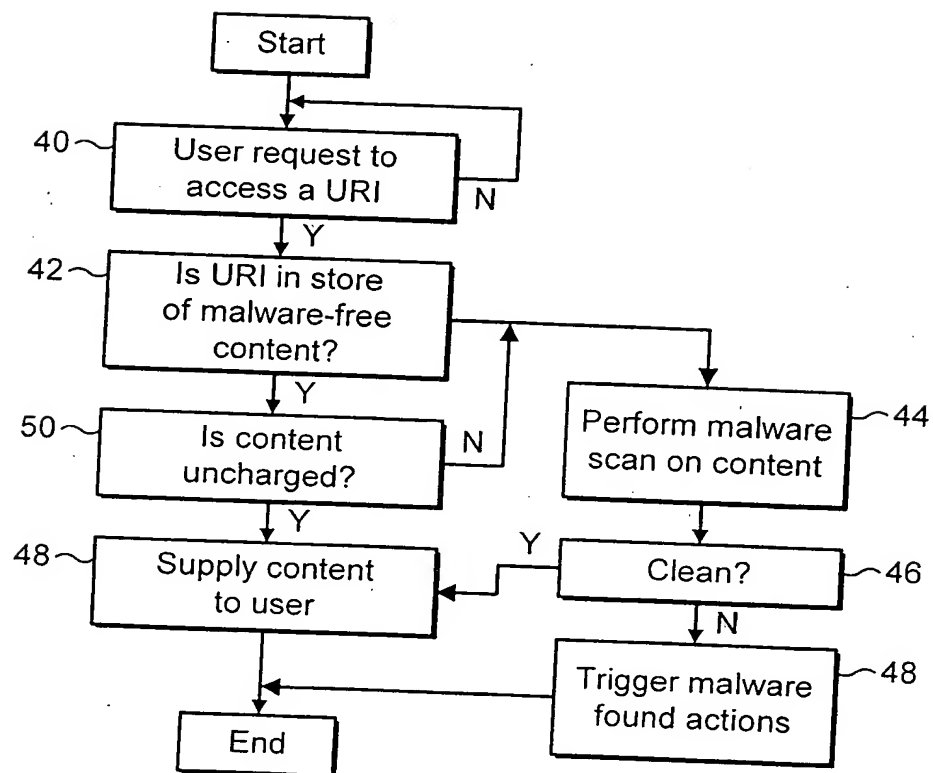 Start
40
User request to
access a URI
N
Y
42
Is URI in store
of malware-free
content?
Y
50
Is content
uncharged?
N
Y
44
Perform malware
scan on content
48
Supply content
to user
Y
Clean?
46
N
Trigger malware
found actions
48
End